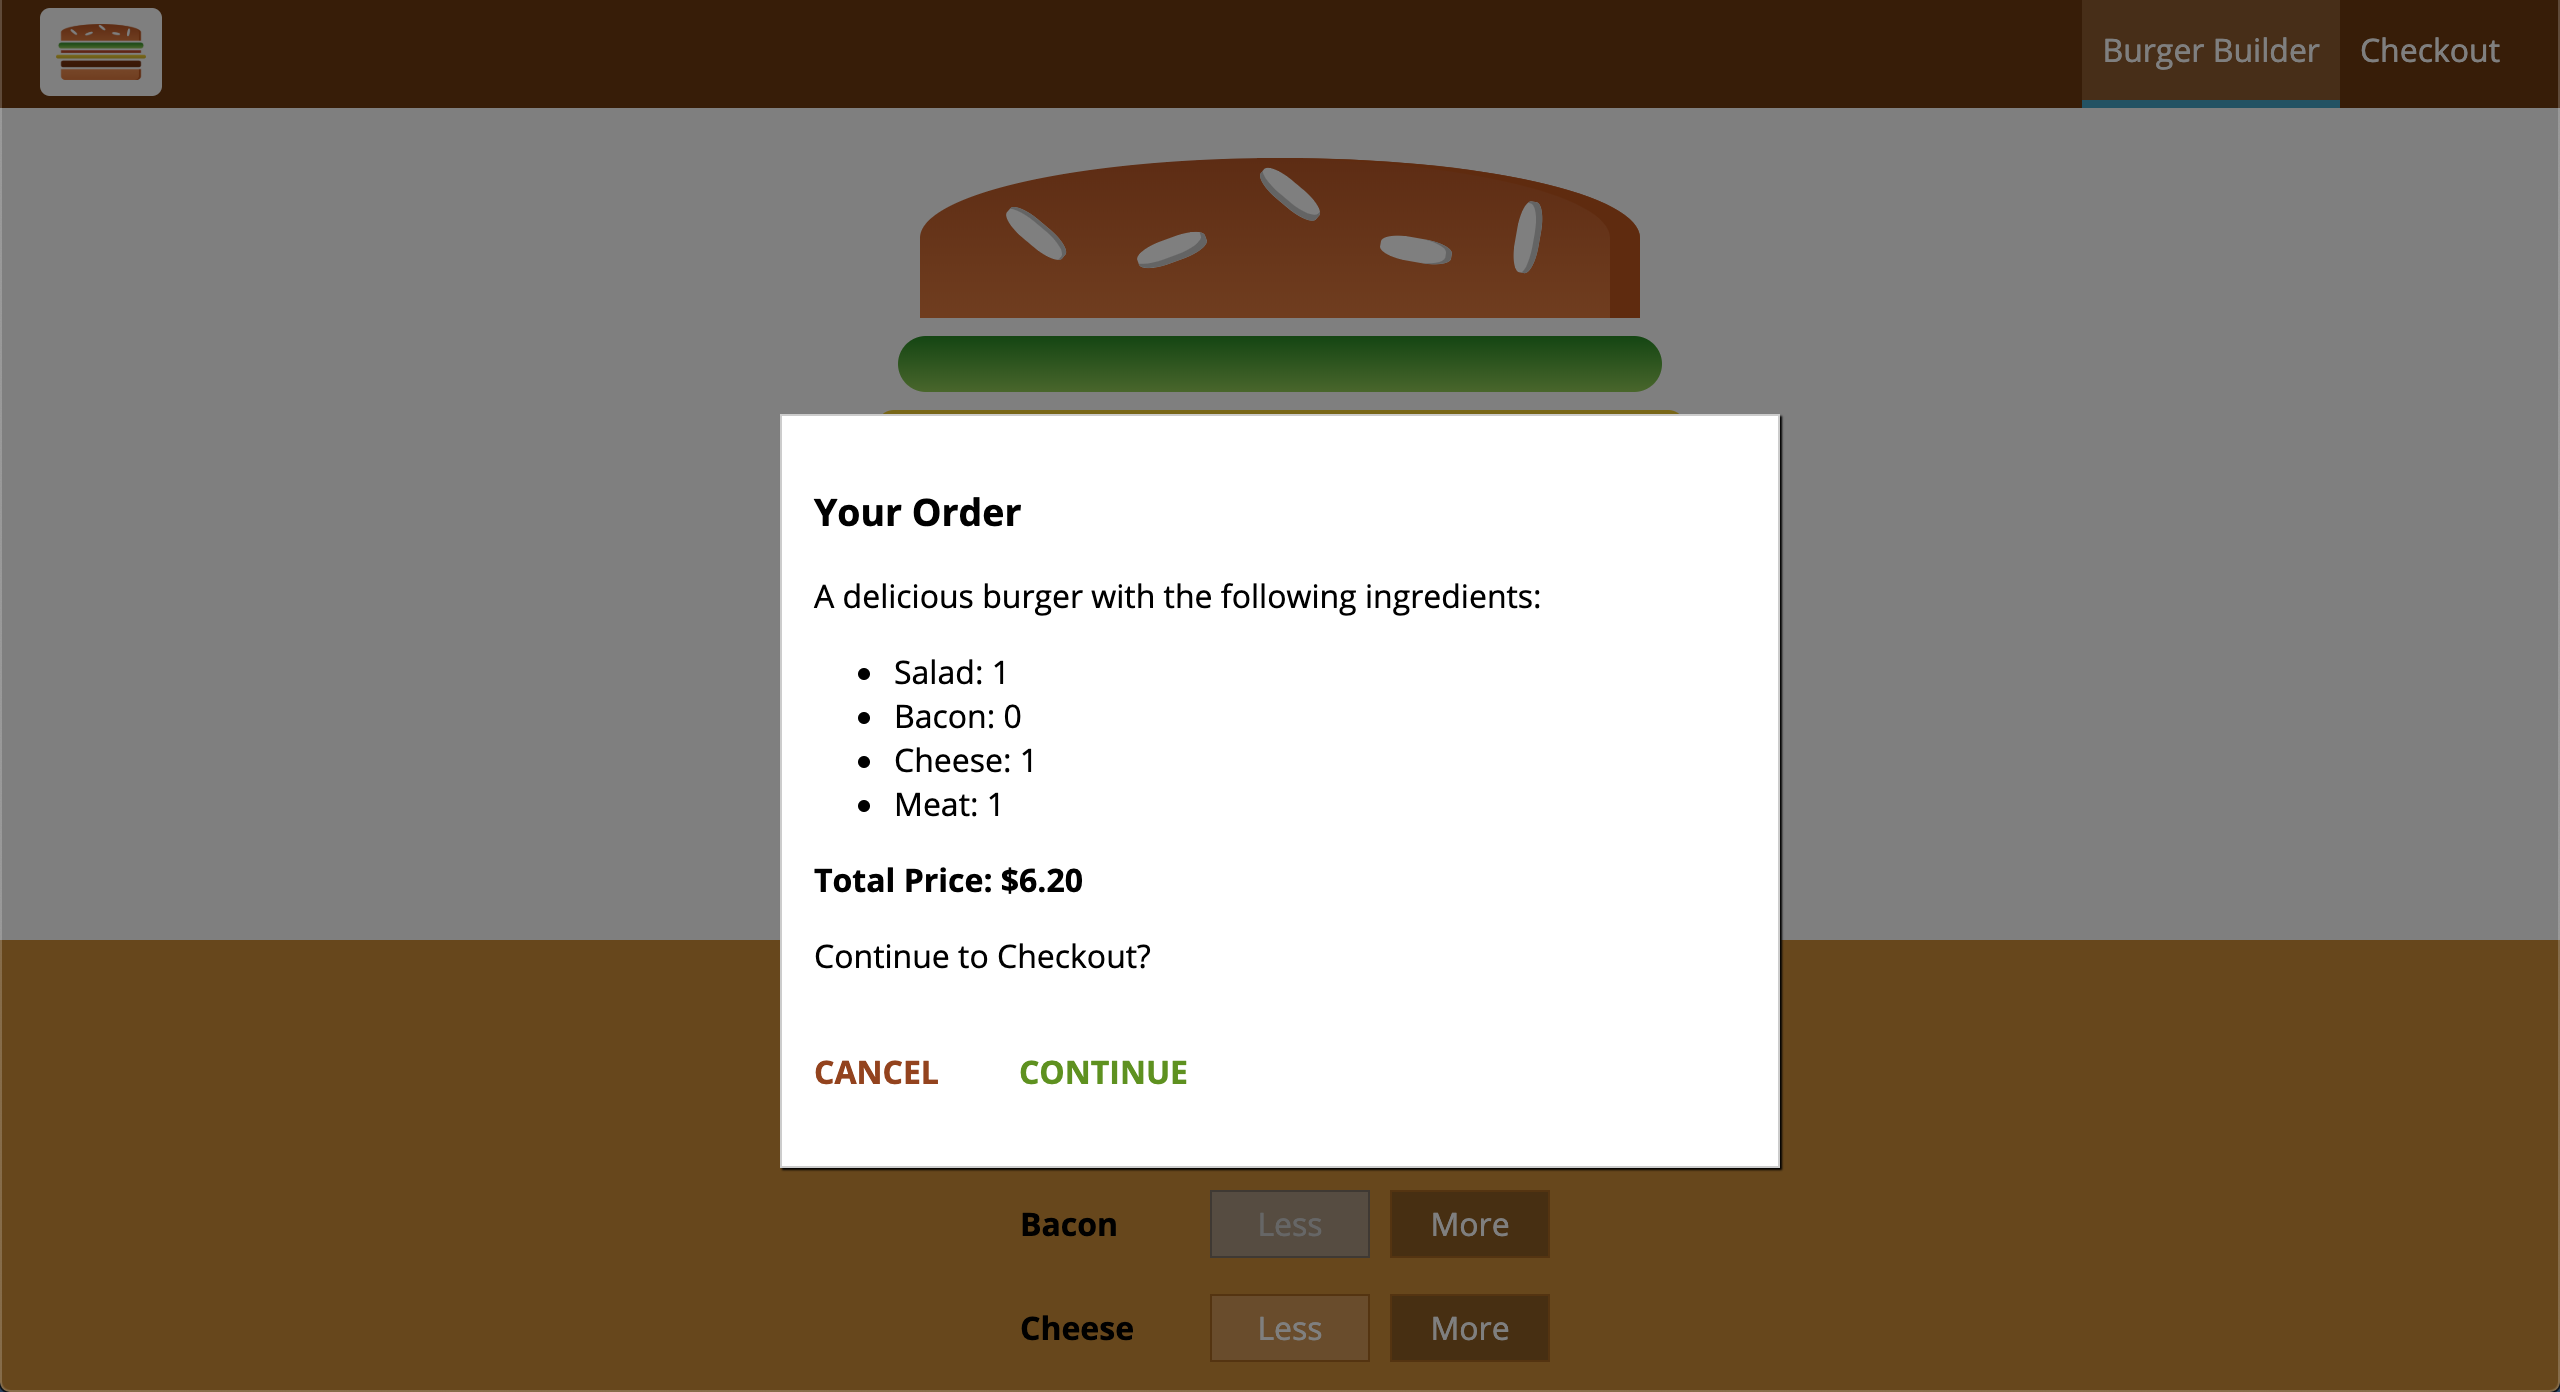 Burger Builder Checkout
Your Order
A delicious burger with the following ingredients:
Salad: 1
Bacon: 0
Cheese: 1
Meat: 1
Total Price: $6.20
Continue to Checkout?
CANCEL CONTINUE
Bacon Less More
Cheese Less More